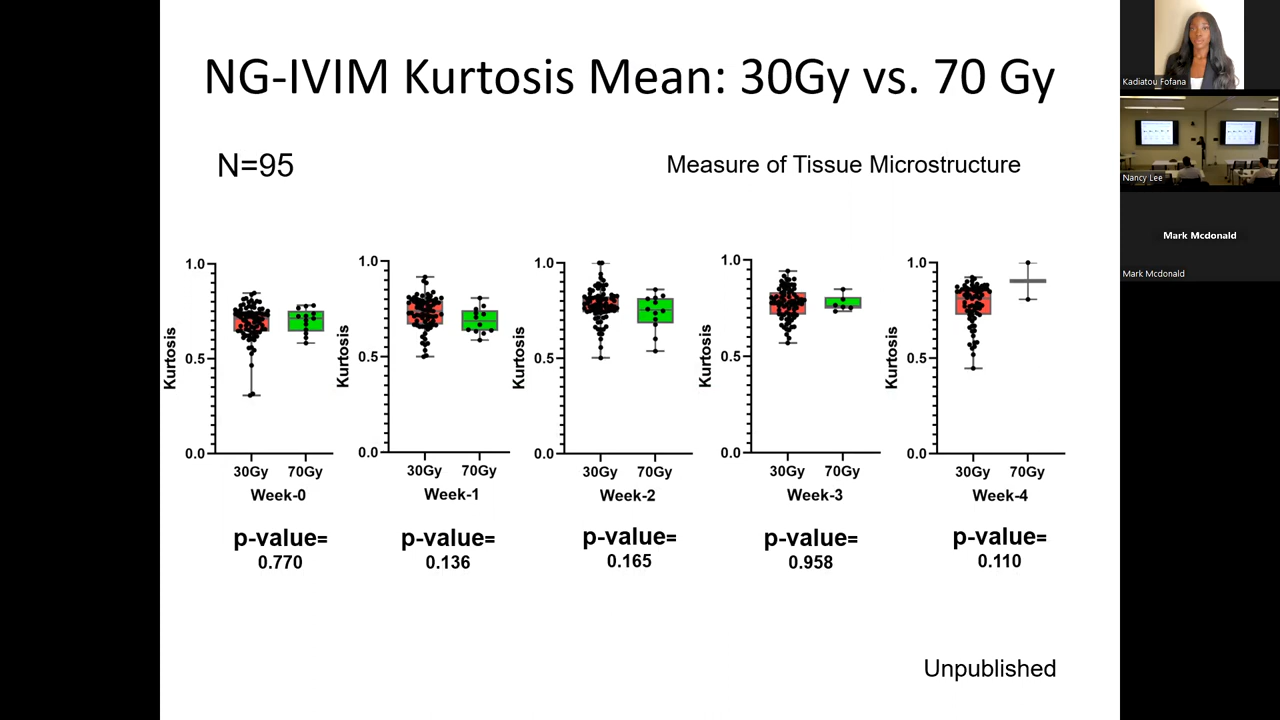 NG-IVIM Kurtosis Mean: 30Gy vs. 70 Gy
N=95
Measure of Tissue Microstructure
Kurtosis
1.0
0.5
0.0
30Gy 70Gy
Week-0
p-value=
0.770
Kurtosis
1.0
0.5
0.0
30Gy 70Gy
Week-1
p-value=
0.136
Kurtosis
1.0
0.5
0.0
30Gy 70Gy
Week-2
p-value=
0.165
Kurtosis
1.0
0.5
0.0
30Gy 70Gy
Week-3
p-value=
0.958
Kurtosis
1.0
0.5
0.0
30Gy 70Gy
Week-4
p-value=
0.110
Unpublished
Kadiatou Fofana
Nancy Lee
Mark Mcdonald
Mark Mcdonald